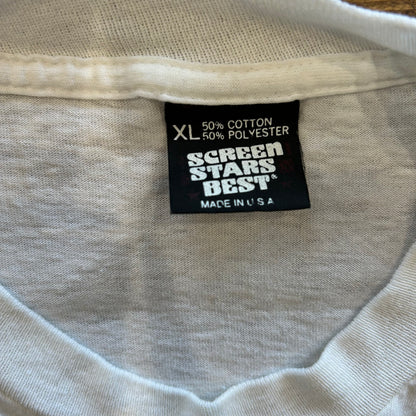 XL 50% COTTON
50% POLYESTER
SCREEN
STARS
BEST®
MADE IN U S A